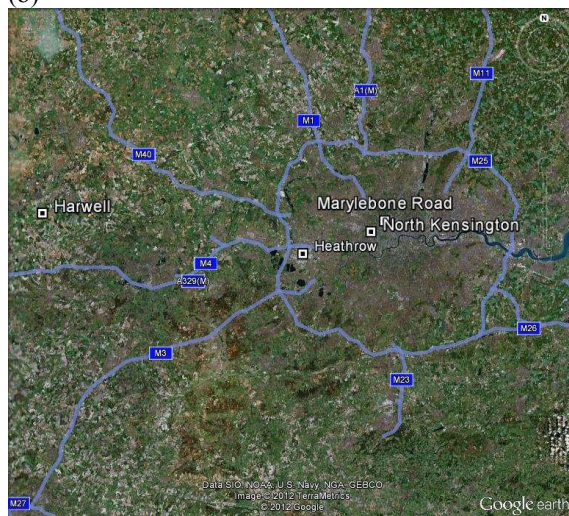 (b)
N
M11
A1(M)
M1
M40
M25
Harwell
Marylebone Road
North Kensington
Heathrow
M4
A329(M)
M26
M3
M23
Data SIO, NOAA, U.S. Navy, NGA, GEBCO
Image © 2012 TerraMetrics
© 2012 Google
M27
Google earth